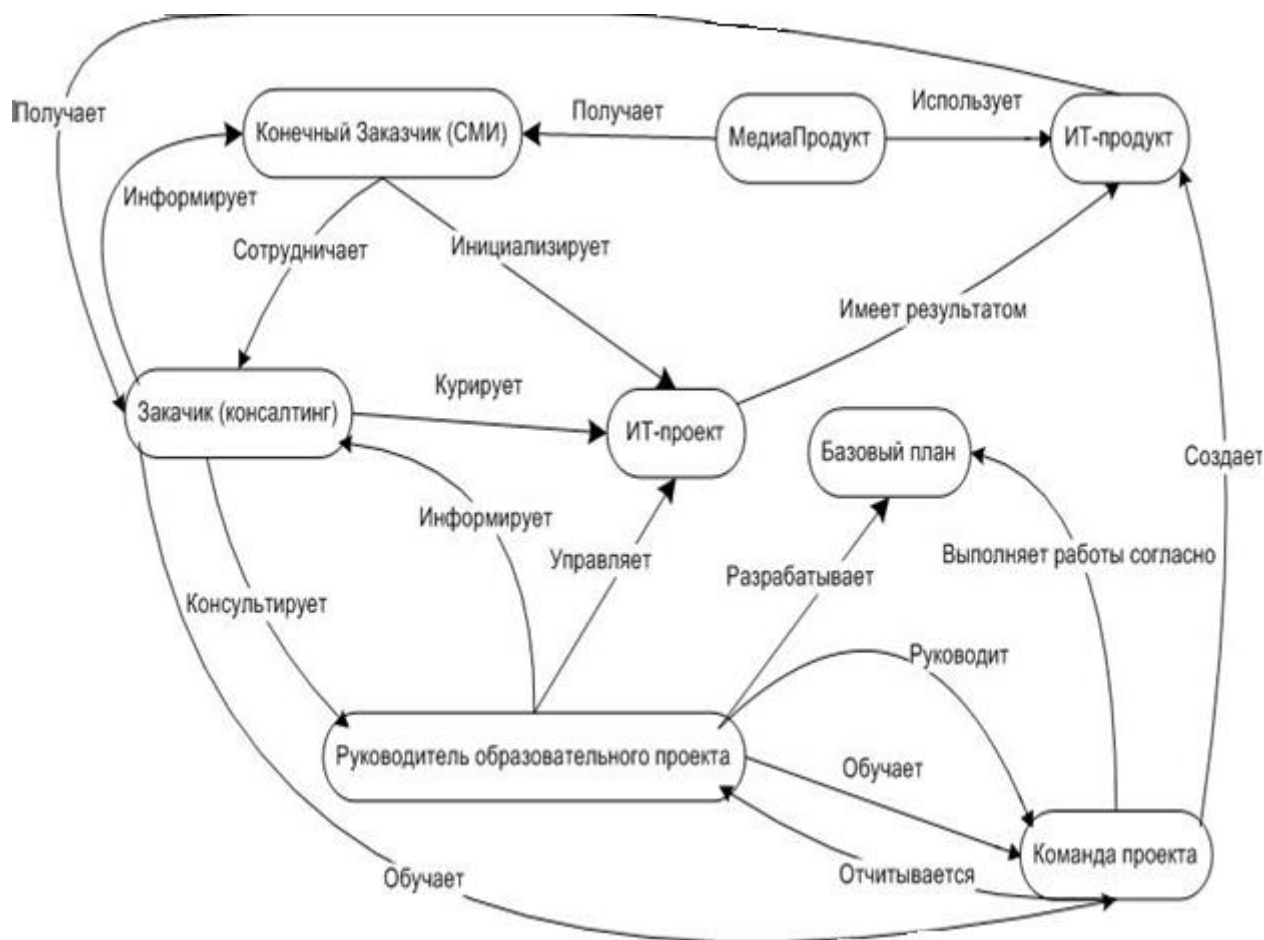 Получает
Конечный Заказчик (СМИ)
Получает
МедиаПродукт
Использует
ИТ-продукт
Информирует
Сотрудничает
Инициализирует
Имеет результатом
Закачик (консалтинг)
Курирует
ИТ-проект
Базовый план
Создает
Информирует
Управляет
Разрабатывает
Выполняет работы согласно
Консультирует
Руководит
Руководитель образовательного проекта
Обучает
Команда проекта
Отчитывается
Обучает